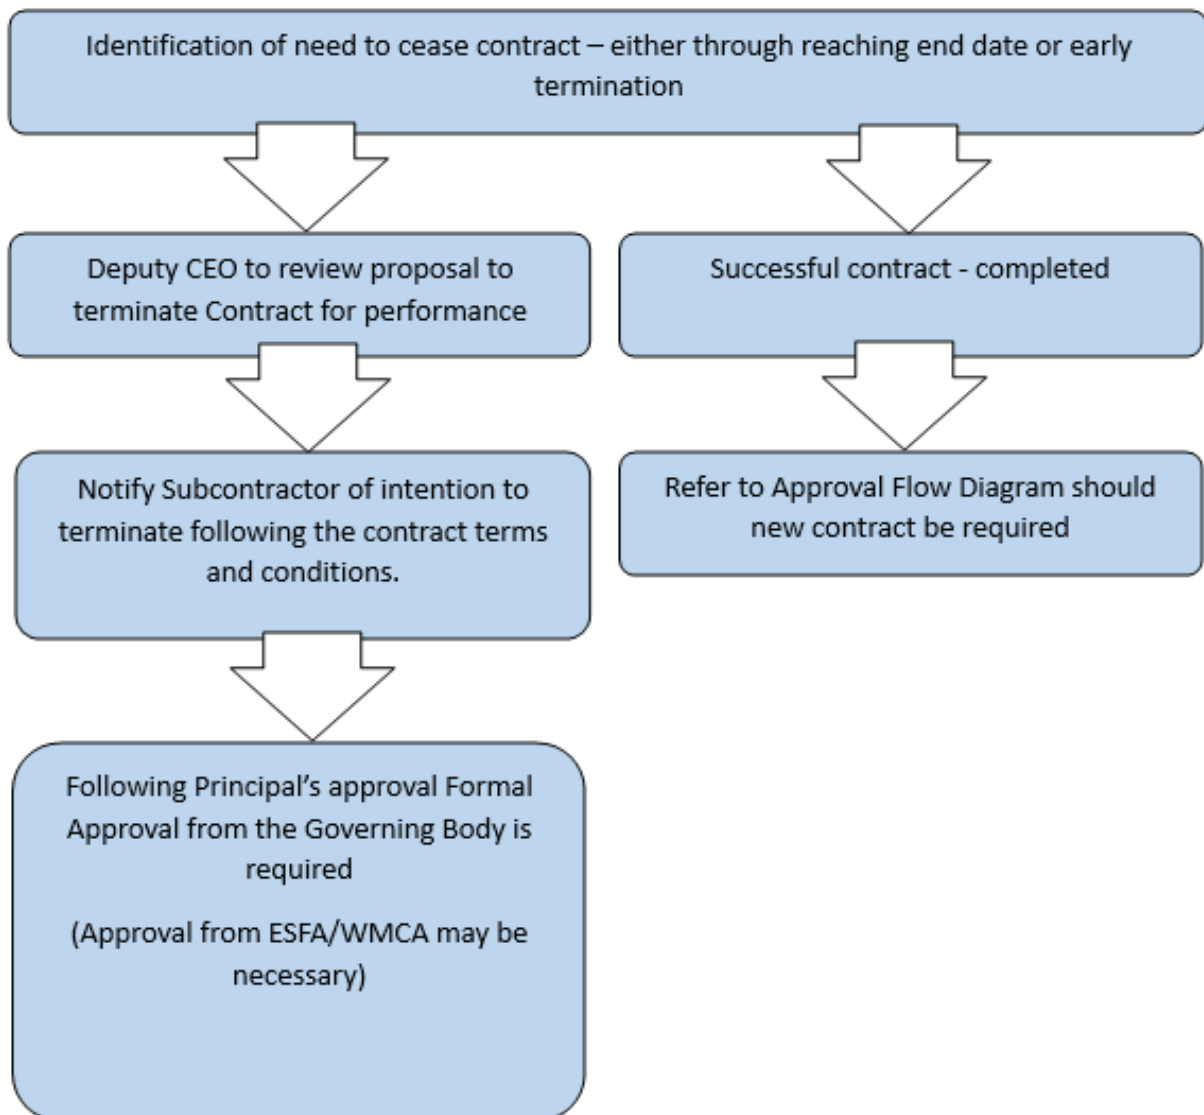 Identification of need to cease contract – either through reaching end date or early
termination
Deputy CEO to review proposal to
terminate Contract for performance
Successful contract - completed
Notify Subcontractor of intention to
terminate following the contract terms
and conditions.
Refer to Approval Flow Diagram should
new contract be required
Following Principal’s approval Formal
Approval from the Governing Body is
required
(Approval from ESFA/WMCA may be
necessary)